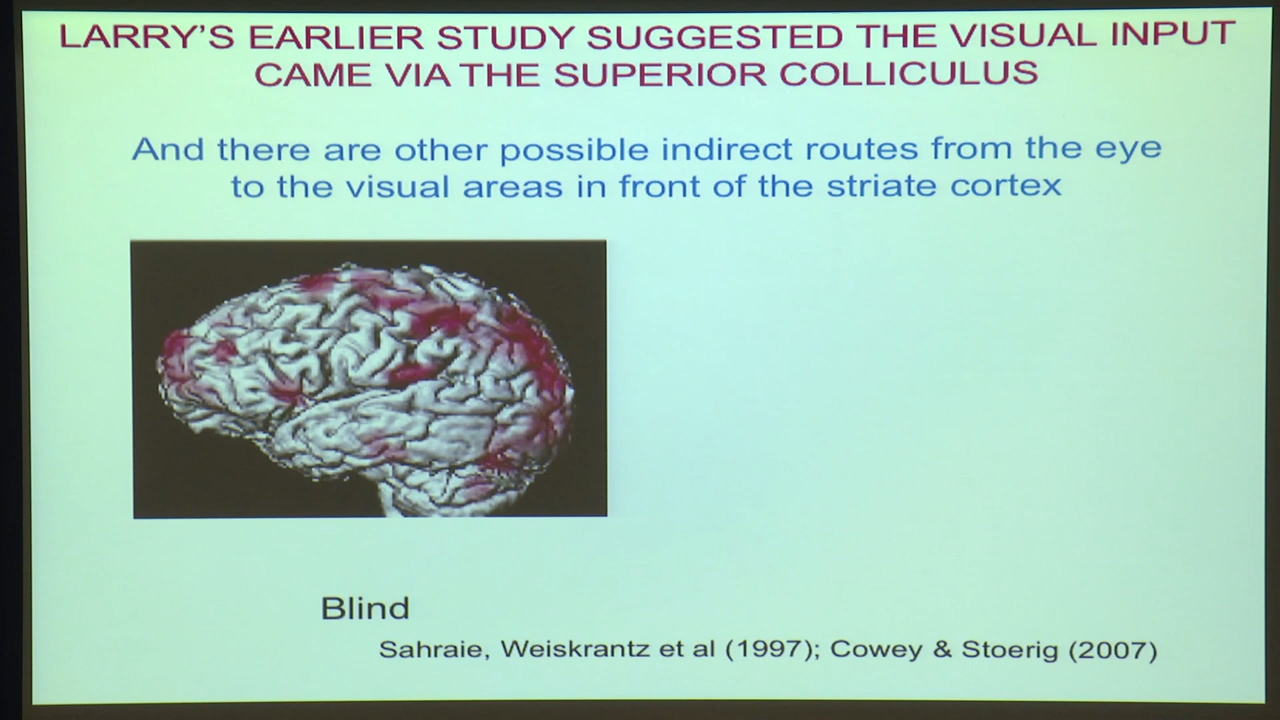 LARRY'S EARLIER STUDY SUGGESTED THE VISUAL INPUT
CAME VIA THE SUPERIOR COLLICULUS
And there are other possible indirect routes from the eye
to the visual areas in front of the striate cortex
Blind
Sahraie, Weiskrantz et al (1997); Cowey & Stoerig (2007)